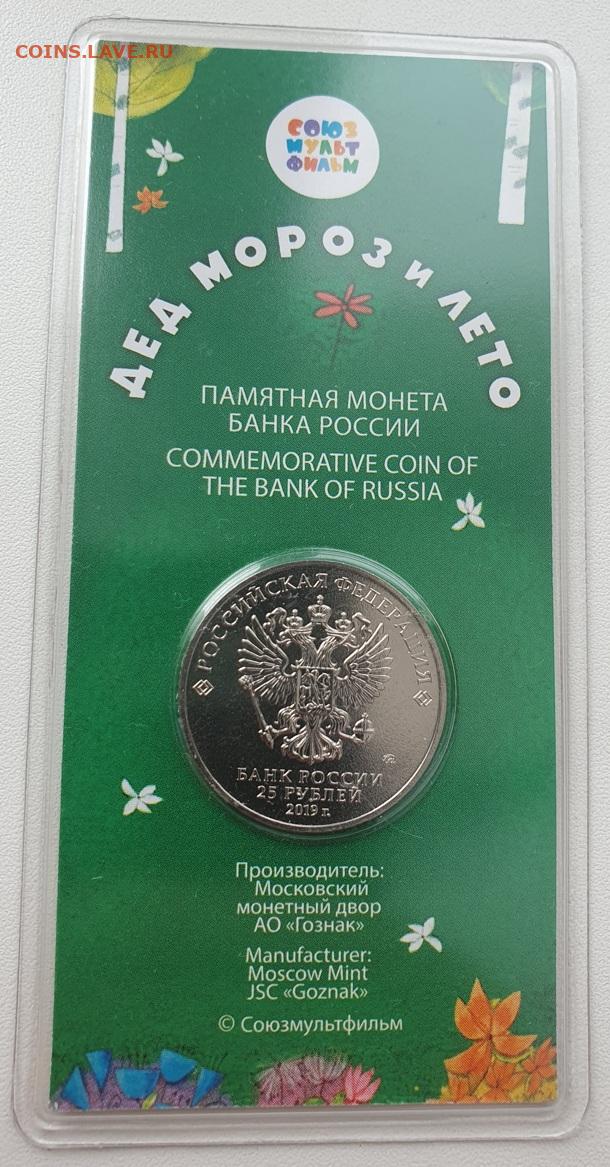 COINS.LAVE.RU
СОЮЗ
МУЛЬТ
ФИЛЬМ
ДЕД МОРОЗ И ЛЕТО
ПАМЯТНАЯ МОНЕТА
БАНКА РОССИИ
COMMEMORATIVE COIN OF
THE BANK OF RUSSIA
РОССИЙСКАЯ ФЕДЕРАЦИЯ
БАНК РОССИИ
25 РУБЛЕЙ
2019 г.
Производитель:
Московский
монетный двор
АО «Гознак»
Manufacturer:
Moscow Mint
JSC «Goznak»
© Союзмультфильм